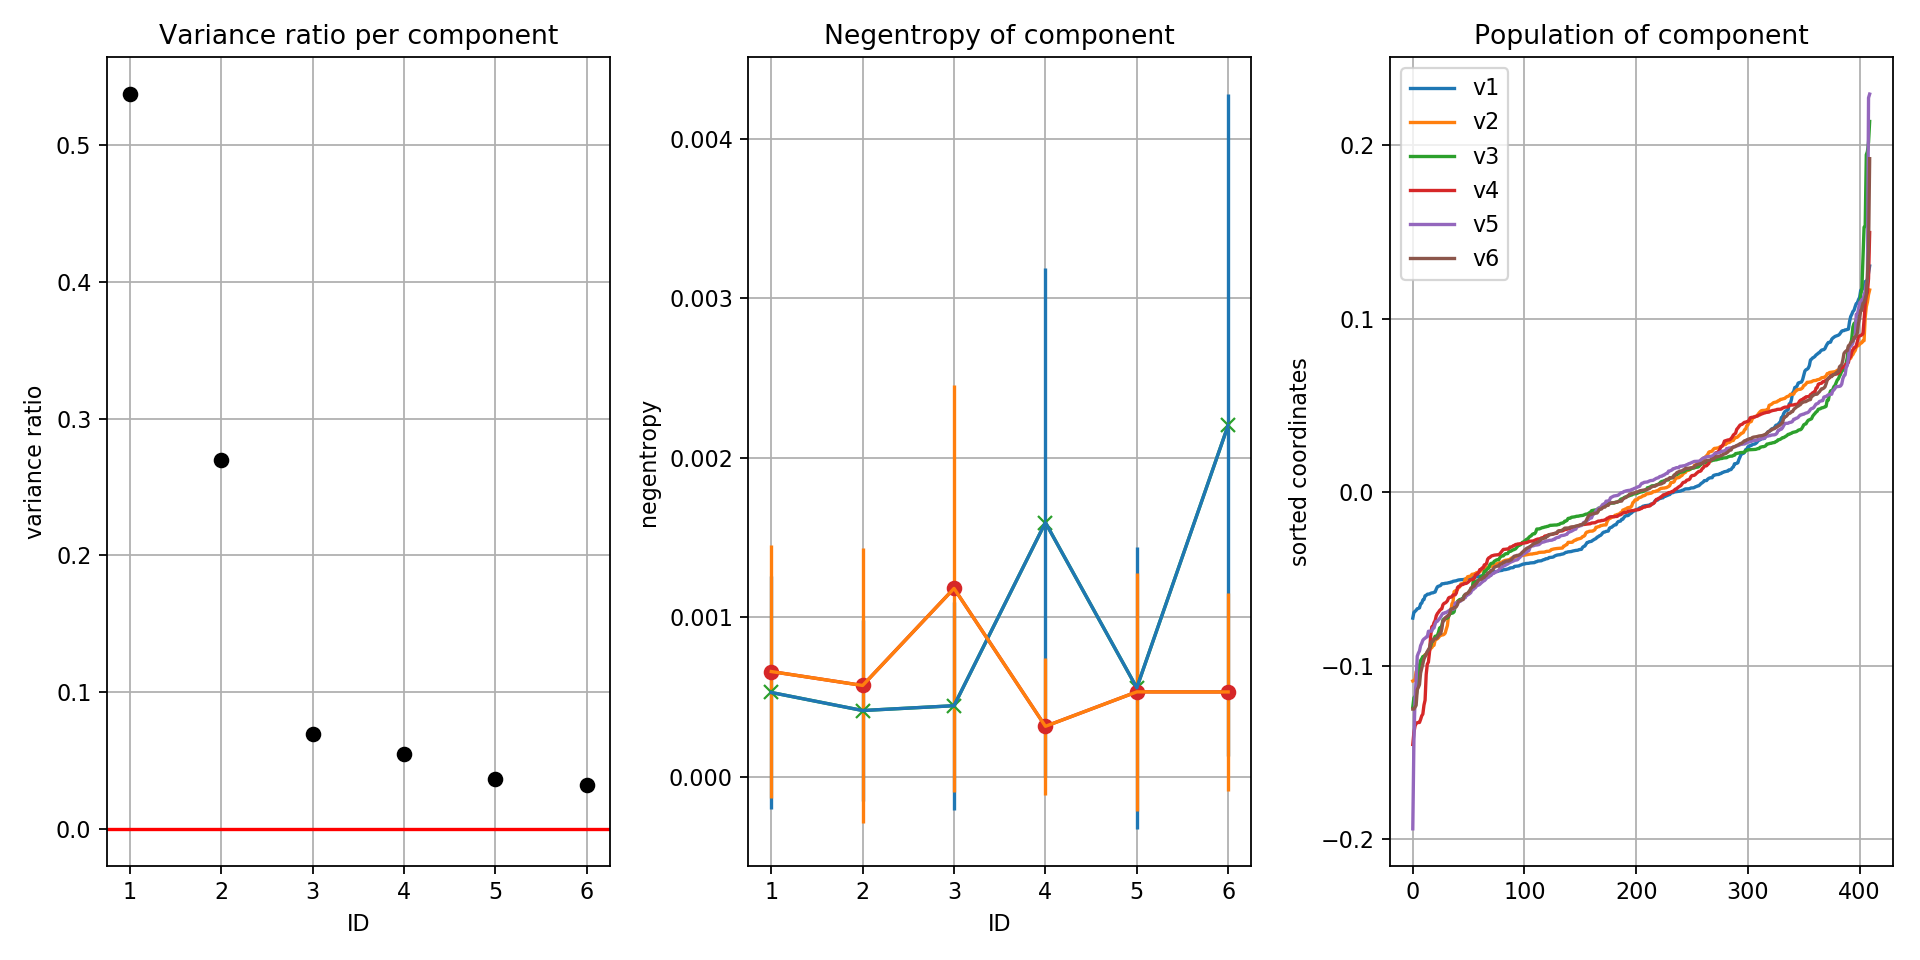 Variance ratio per component
variance ratio
0.5
0.4
0.3
0.2
0.1
0.0
1 2 3 4 5 6
ID
Negentropy of component
negentropy
0.004
0.003
0.002
0.001
0.000
1 2 3 4 5 6
ID
Population of component
sorted coordinates
0.2
0.1
0.0
−0.1
−0.2
v1
v2
v3
v4
v5
v6
0 100 200 300 400